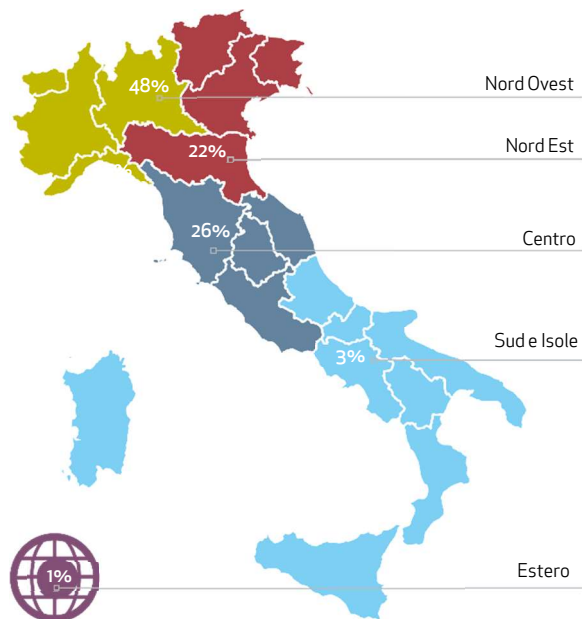 48%
Nord Ovest
22%
Nord Est
26%
Centro
3%
Sud e Isole
1%
Estero